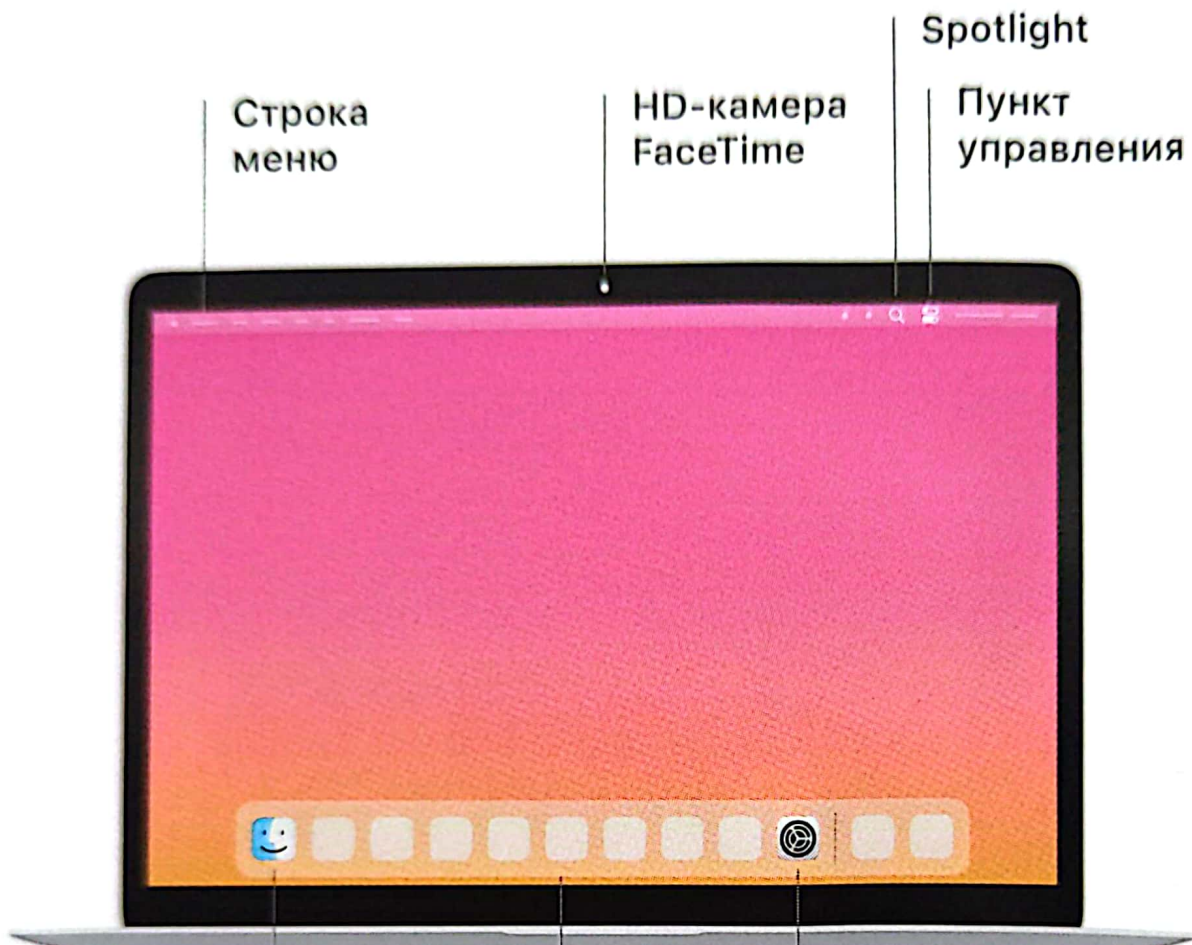 Spotlight
Строка
меню
HD-камера
FaceTime
Пункт
управления